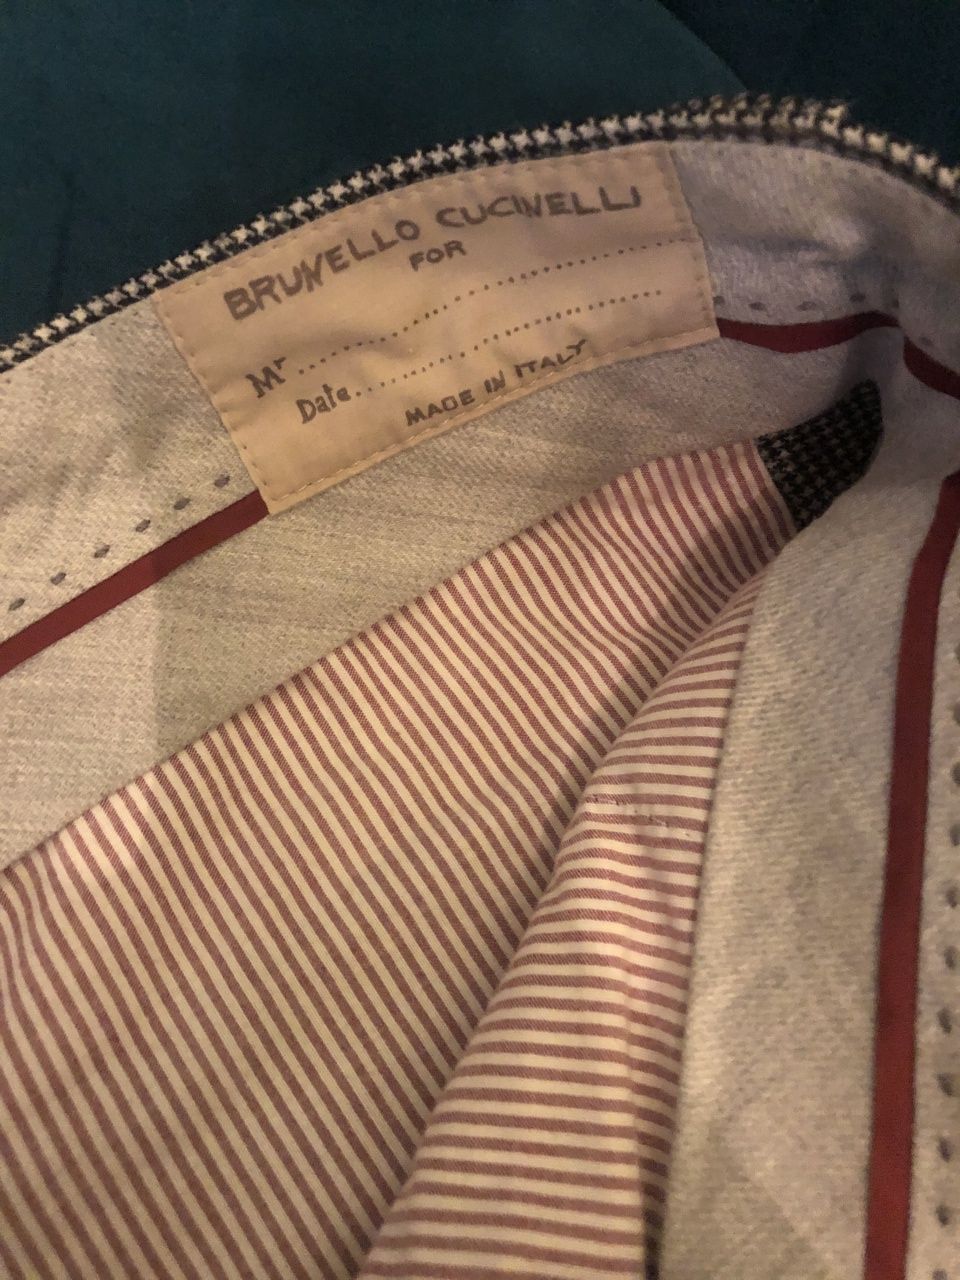 BRUNELLO CUCINELLI
FOR
Mr....................................
Date..............................
MADE IN ITALY